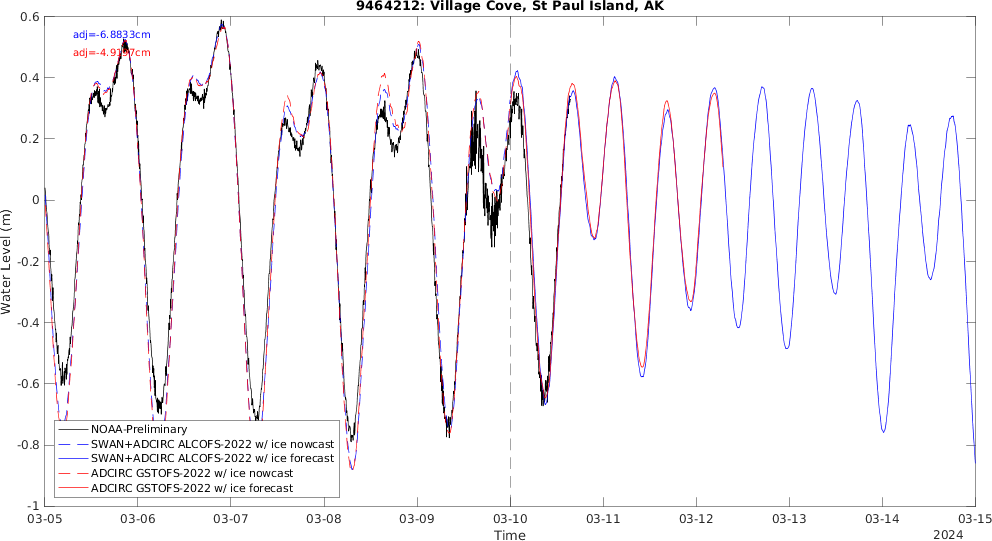 9464212: Village Cove, St Paul Island, AK
adj=-6.8833cm
0.6
0.4
0.2
0
-0.2
-0.4
-0.6
-0.8
-1
Water Level (m)
NOAA-Preliminary
SWAN+ADCIRC ALCOFS-2022 w/ ice nowcast
SWAN+ADCIRC ALCOFS-2022 w/ ice forecast
ADCIRC GSTOFS-2022 w/ ice nowcast
ADCIRC GSTOFS-2022 w/ ice forecast
03-05 03-06 03-07 03-08 03-09 03-10 03-11 03-12 03-13 03-14 03-15
Time
2024